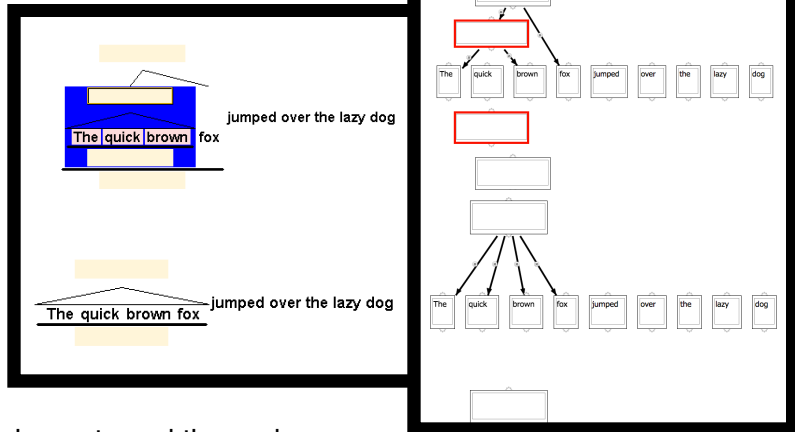 jumped over the lazy dog
The quick brown fox
jumped over the lazy dog
The quick brown fox
The quick brown fox jumped over the lazy dog
The quick brown fox jumped over the lazy dog